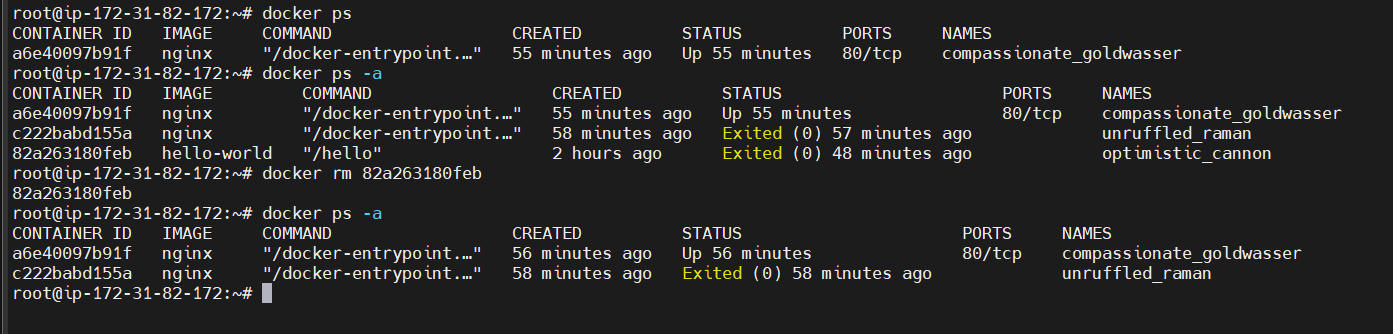 root@ip-172-31-82-172:~# docker ps
CONTAINER ID   IMAGE     COMMAND                  CREATED          STATUS          PORTS     NAMES
a6e40097b91f   nginx     "/docker-entrypoint.…"   55 minutes ago   Up 55 minutes   80/tcp    compassionate_goldwasser
root@ip-172-31-82-172:~# docker ps -a
CONTAINER ID   IMAGE         COMMAND                  CREATED          STATUS                      PORTS     NAMES
a6e40097b91f   nginx         "/docker-entrypoint.…"   55 minutes ago   Up 55 minutes               80/tcp    compassionate_goldwasser
c222babd155a   nginx         "/docker-entrypoint.…"   58 minutes ago   Exited (0) 57 minutes ago             unruffled_raman
82a263180feb   hello-world   "/hello"                 2 hours ago      Exited (0) 48 minutes ago             optimistic_cannon
root@ip-172-31-82-172:~# docker rm 82a263180feb
82a263180feb
root@ip-172-31-82-172:~# docker ps -a
CONTAINER ID   IMAGE     COMMAND                  CREATED          STATUS                      PORTS     NAMES
a6e40097b91f   nginx     "/docker-entrypoint.…"   56 minutes ago   Up 56 minutes               80/tcp    compassionate_goldwasser
c222babd155a   nginx     "/docker-entrypoint.…"   58 minutes ago   Exited (0) 58 minutes ago             unruffled_raman
root@ip-172-31-82-172:~#